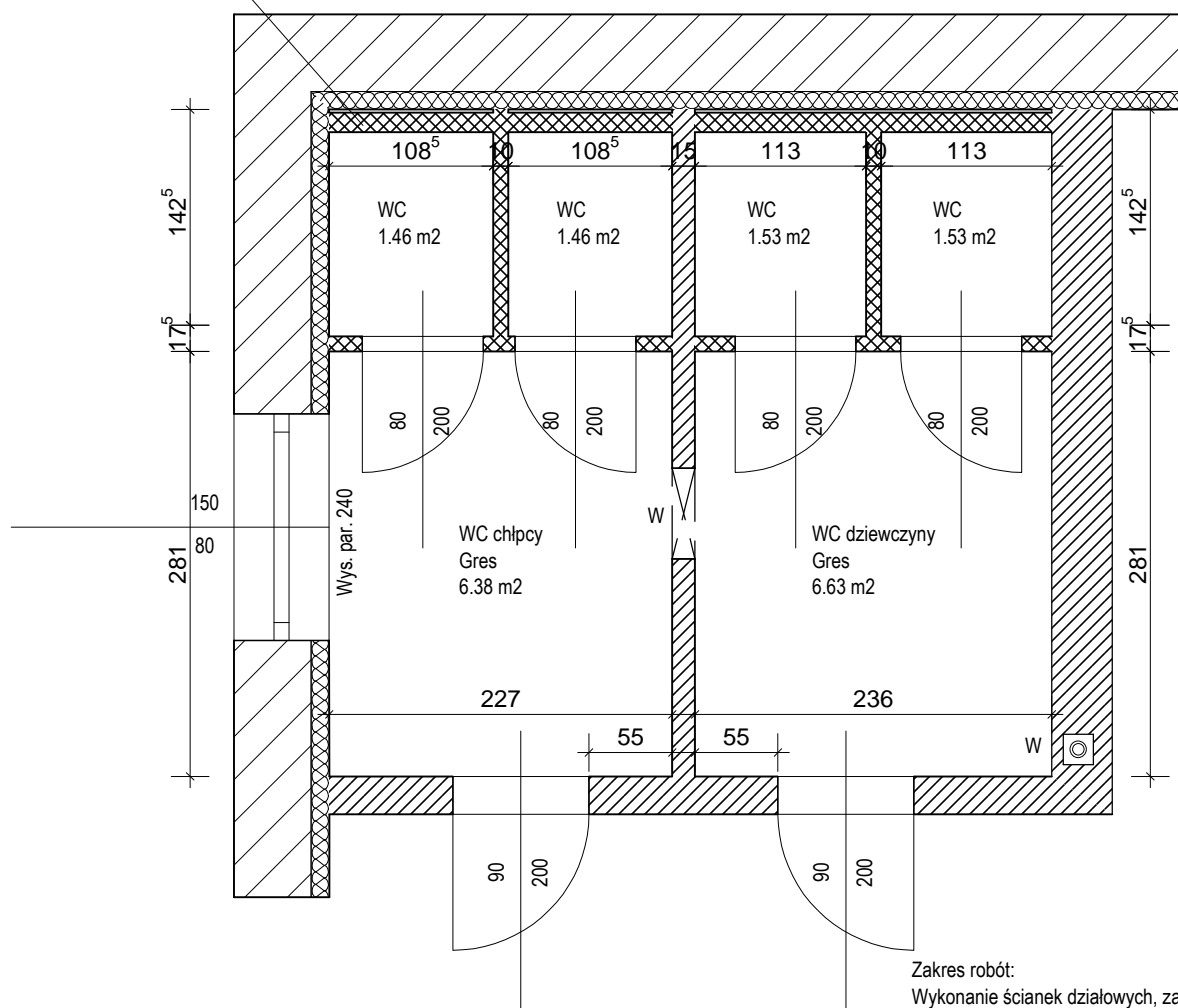 108⁵
10
108⁵
15
113
10
113
142⁵
142⁵
WC
1.46 m2
WC
1.46 m2
WC
1.53 m2
WC
1.53 m2
17⁵
17⁵
80
200
80
200
80
200
80
200
150
80
281
281
Wys. par. 240
W
WC chłpcy
Gres
6.38 m2
WC dziewczyny
Gres
6.63 m2
227
236
55
55
W
90
200
90
200
Zakres robót:
Wykonanie ścianek działowych, za